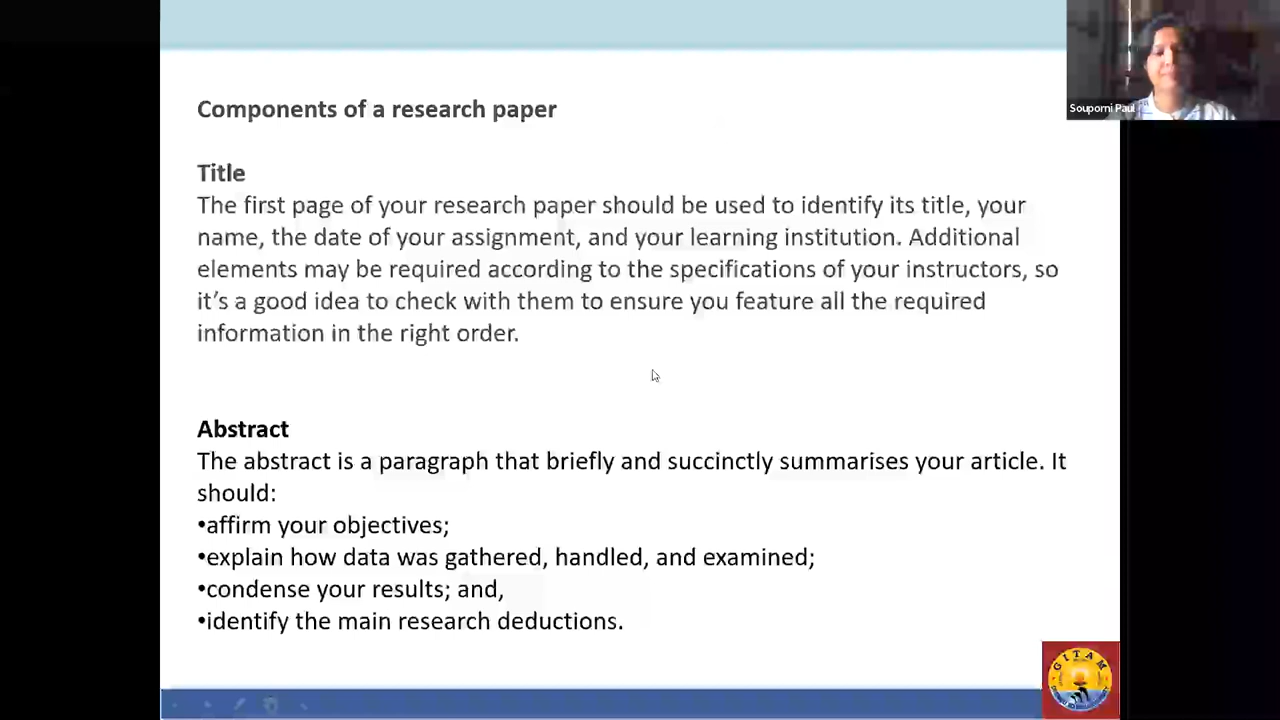 Components of a research paper
Souporni Paul
Title
The first page of your research paper should be used to identify its title, your
name, the date of your assignment, and your learning institution. Additional
elements may be required according to the specifications of your instructors, so
it's a good idea to check with them to ensure you feature all the required
information in the right order.
Abstract
The abstract is a paragraph that briefly and succinctly summarises your article. It
should:
•affirm your objectives;
•explain how data was gathered, handled, and examined;
•condense your results; and,
•identify the main research deductions.
GITAM